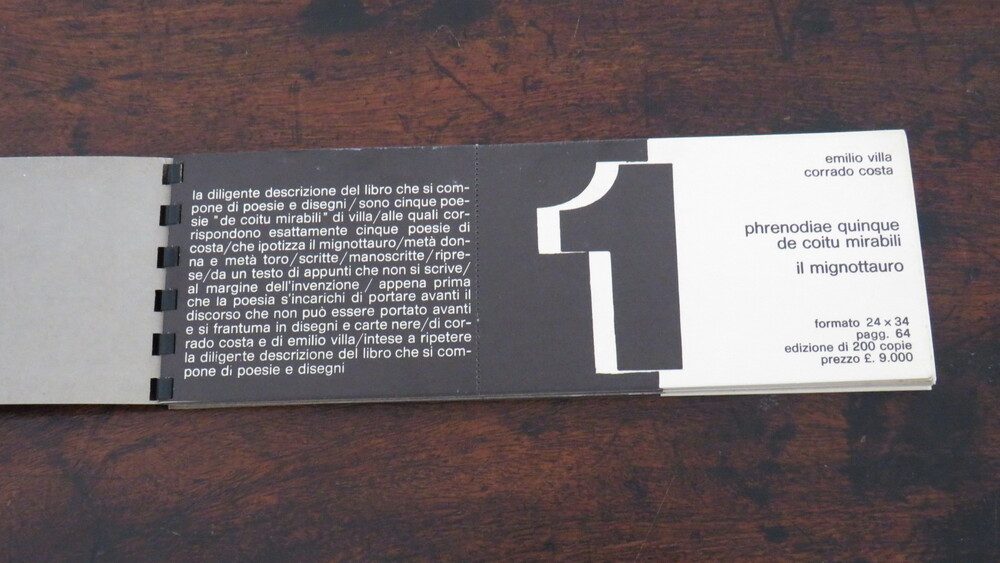 la diligente descrizione del libro che si com-
pone di poesie e disegni/sono cinque poe-
sie "de coitu mirabili" di villa/alle quali cor-
rispondono esattamente cinque poesie di
costa/che ipotizza il mignottauro/metà don-
na e metà toro/scritte/manoscritte/ripre-
se/da un testo di appunti che non si scrive/
al margine dell'invenzione / appena prima
che la poesia s'incarichi di portare avanti il
discorso che non può essere portato avanti
e si frantuma in disegni e carte nere/di cor-
rado costa e di emilio villa/intese a ripetere
la diligente descrizione del libro che si com-
pone di poesie e disegni
1
emilio villa
corrado costa
phrenodiae quinque
de coitu mirabili
il mignottauro
formato 24 x 34
pagg. 64
edizione di 200 copie
prezzo £. 9.000